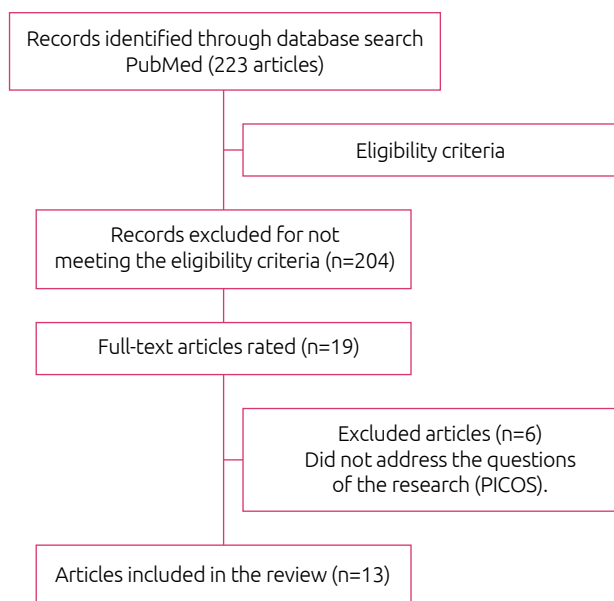 Records identified through database search
PubMed (223 articles)
Eligibility criteria
Records excluded for not
meeting the eligibility criteria (n=204)
Full-text articles rated (n=19)
Excluded articles (n=6)
Did not address the questions
of the research (PICOS).
Articles included in the review (n=13)